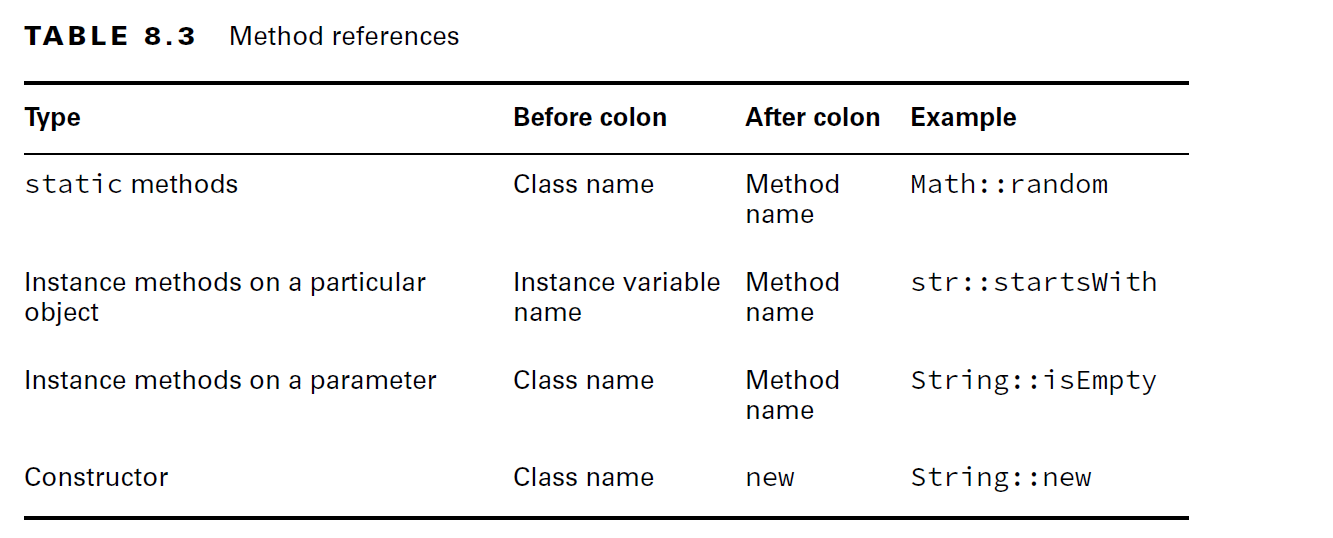 TABLE 8.3 Method references
Type Before colon After colon Example
static methods Class name Method name Math::random
Instance methods on a particular object Instance variable name Method name str::startsWith
Instance methods on a parameter Class name Method name String::isEmpty
Constructor Class name new String::new